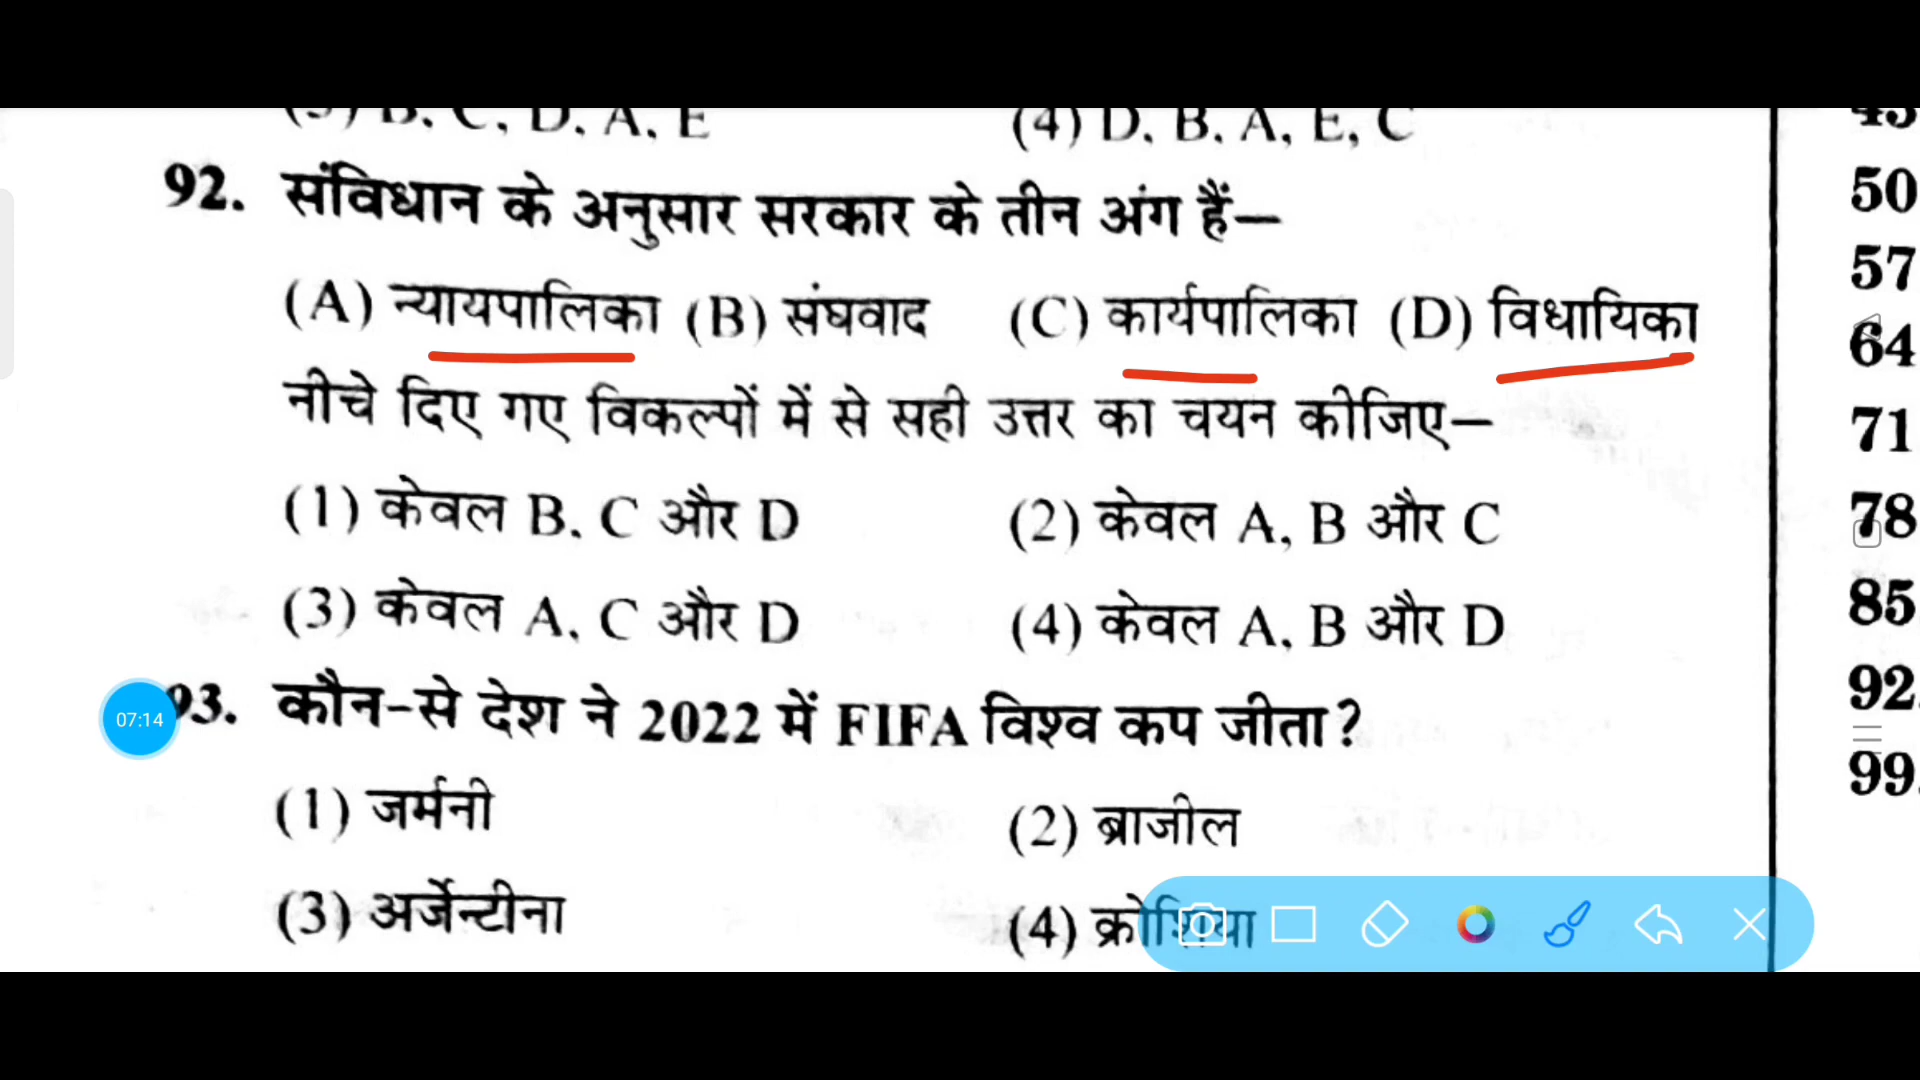 (3) B, C, D, A, E (4) D, B, A, E, C
92. संविधान के अनुसार सरकार के तीन अंग हैं—
(A) न्यायपालिका (B) संघवाद (C) कार्यपालिका (D) विधायिका
नीचे दिए गए विकल्पों में से सही उत्तर का चयन कीजिए—
(1) केवल B, C और D (2) केवल A, B और C
(3) केवल A, C और D (4) केवल A, B और D
93. कौन-से देश ने 2022 में FIFA विश्व कप जीता?
(1) जर्मनी (2) ब्राजील
(3) अर्जेन्टीना (4) क्रोशिया
07:14
50
57
64
71
78
85
92.
99.